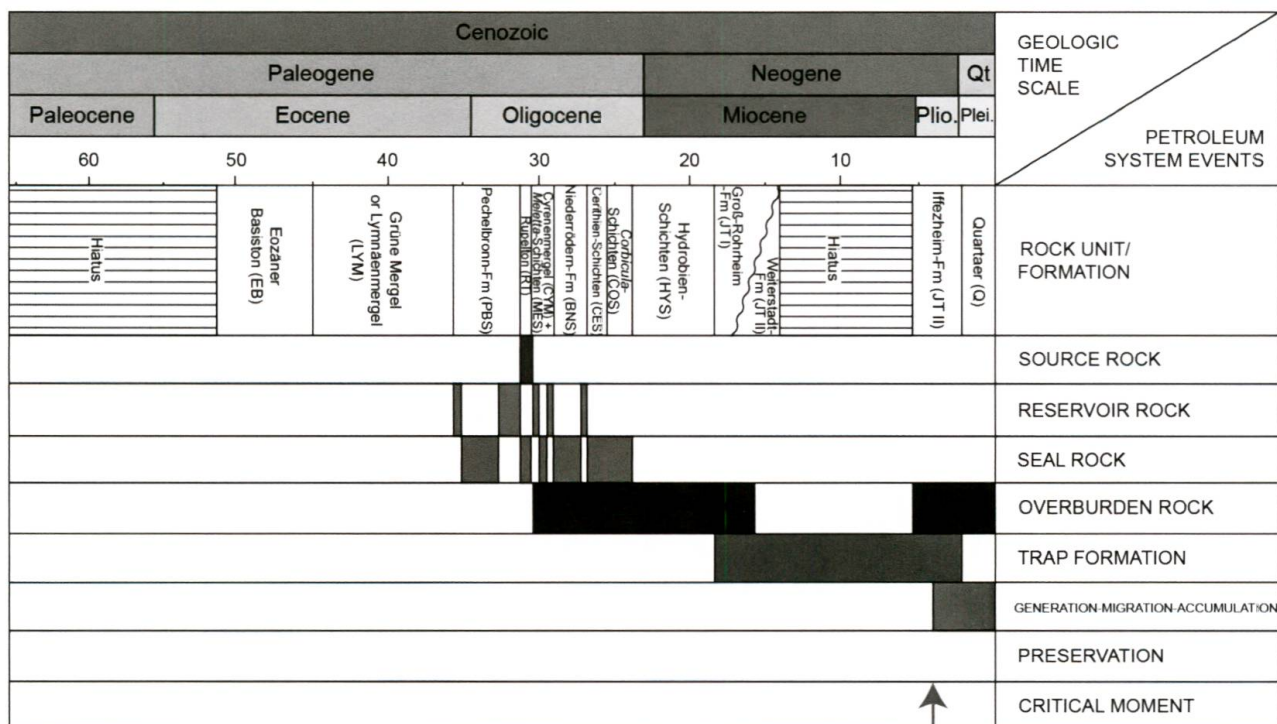 Cenozoic
Paleogene
Neogene
Qt
Paleocene
Eocene
Oligocene
Miocene
Plio.
Plei.
GEOLOGIC
TIME
SCALE
PETROLEUM
SYSTEM EVENTS
60
50
40
30
20
10
Hiatus
Eozäner
Basiston (EB)
Grüne Mergel
or Lymnäenmergel
(LYM)
Pechelbronn-Fm (PBS)
Rupelton (RT)
Cyrenenmergel (CYM) +
Meletta-Schichten (MES)
Niederrödern-Fm (BNS)
Cerithien-Schichten (CES)
Corbicula-
Schichten (COS)
Hydrobien-
Schichten (HYS)
Groß-Rohrheim
-Fm (JT I)
Weiterstadt-
Fm (JT II)
Hiatus
Iffezheim-Fm (JT II)
Quartaer (Q)
ROCK UNIT/
FORMATION
SOURCE ROCK
RESERVOIR ROCK
SEAL ROCK
OVERBURDEN ROCK
TRAP FORMATION
GENERATION-MIGRATION-ACCUMULATION
PRESERVATION
CRITICAL MOMENT